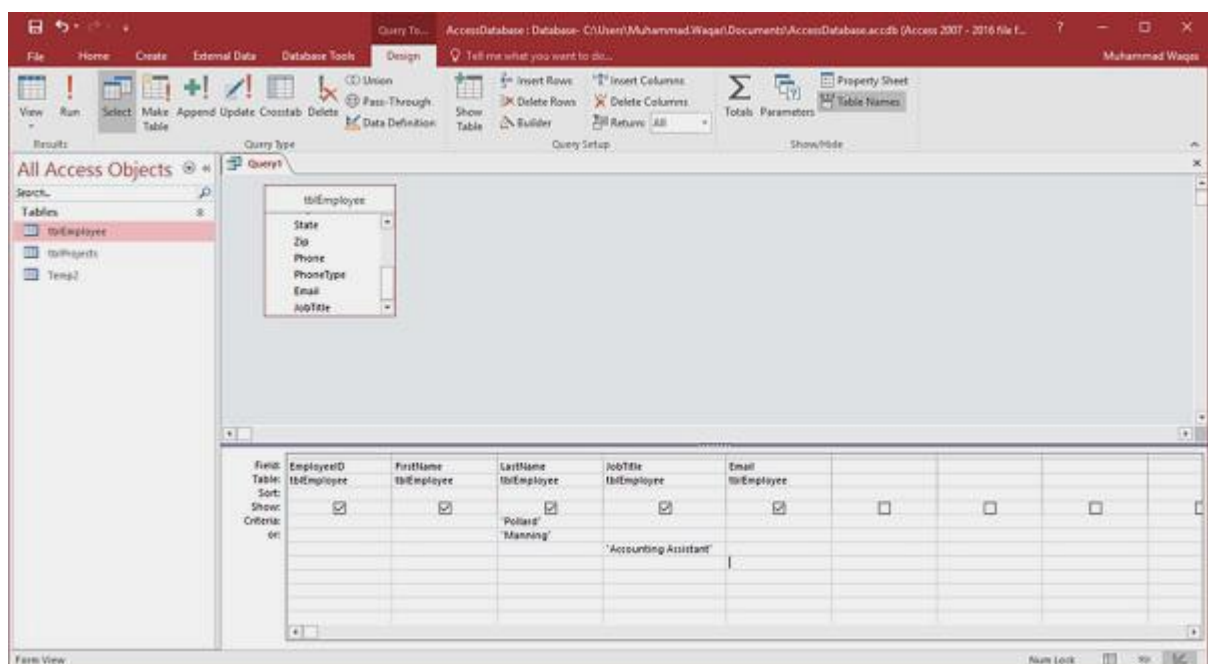 Query To... AccessDatabase : Database- C:\Users\Muhammad.Waqar\Documents\AccessDatabase.accdb (Access 2007 - 2016 file f... ?
File Home Create External Data Database Tools Design Tell me what you want to do... Muhammad Waqas
View Run Select Make Table Append Update Crosstab Delete
Union
Pass-Through
Data Definition
Show Table
Insert Rows
Delete Rows
Builder
Insert Columns
Delete Columns
Return: All
Totals Parameters
Property Sheet
Table Names
Results Query Type Query Setup Show/Hide
All Access Objects
Search...
Tables
tblEmployee
tblProjects
Temp2
Query1
tblEmployee
State
Zip
Phone
PhoneType
Email
JobTitle
Field: EmployeeID FirstName LastName JobTitle Email
Table: tblEmployee tblEmployee tblEmployee tblEmployee tblEmployee
Sort:
Show:
Criteria: 'Pollard'
or: 'Manning'
'Accounting Assistant'
Form View Num Lock